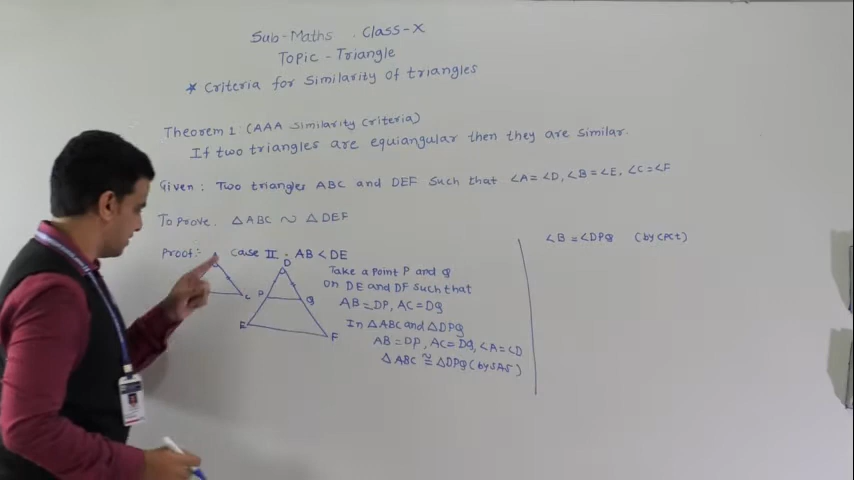 Sub-Maths . Class-X
Topic - Triangle
* Criteria for Similarity of triangles
Theorem 1: (AAA Similarity Criteria)
If two triangles are equiangular then they are similar.
Given: Two triangles ABC and DEF such that ∠A = ∠D, ∠B = ∠E, ∠C = ∠F
To Prove. △ABC ~ △DEF
Proof:- Case II - AB < DE
D
C
P
Q
E
F
Take a point P and Q
on DE and DF such that
AB = DP, AC = DQ
In △ABC and △DPQ
AB = DP, AC = DQ, ∠A = ∠D
△ABC ≅ △DPQ (by SAS)
∠B = ∠DPQ (by CPCt)